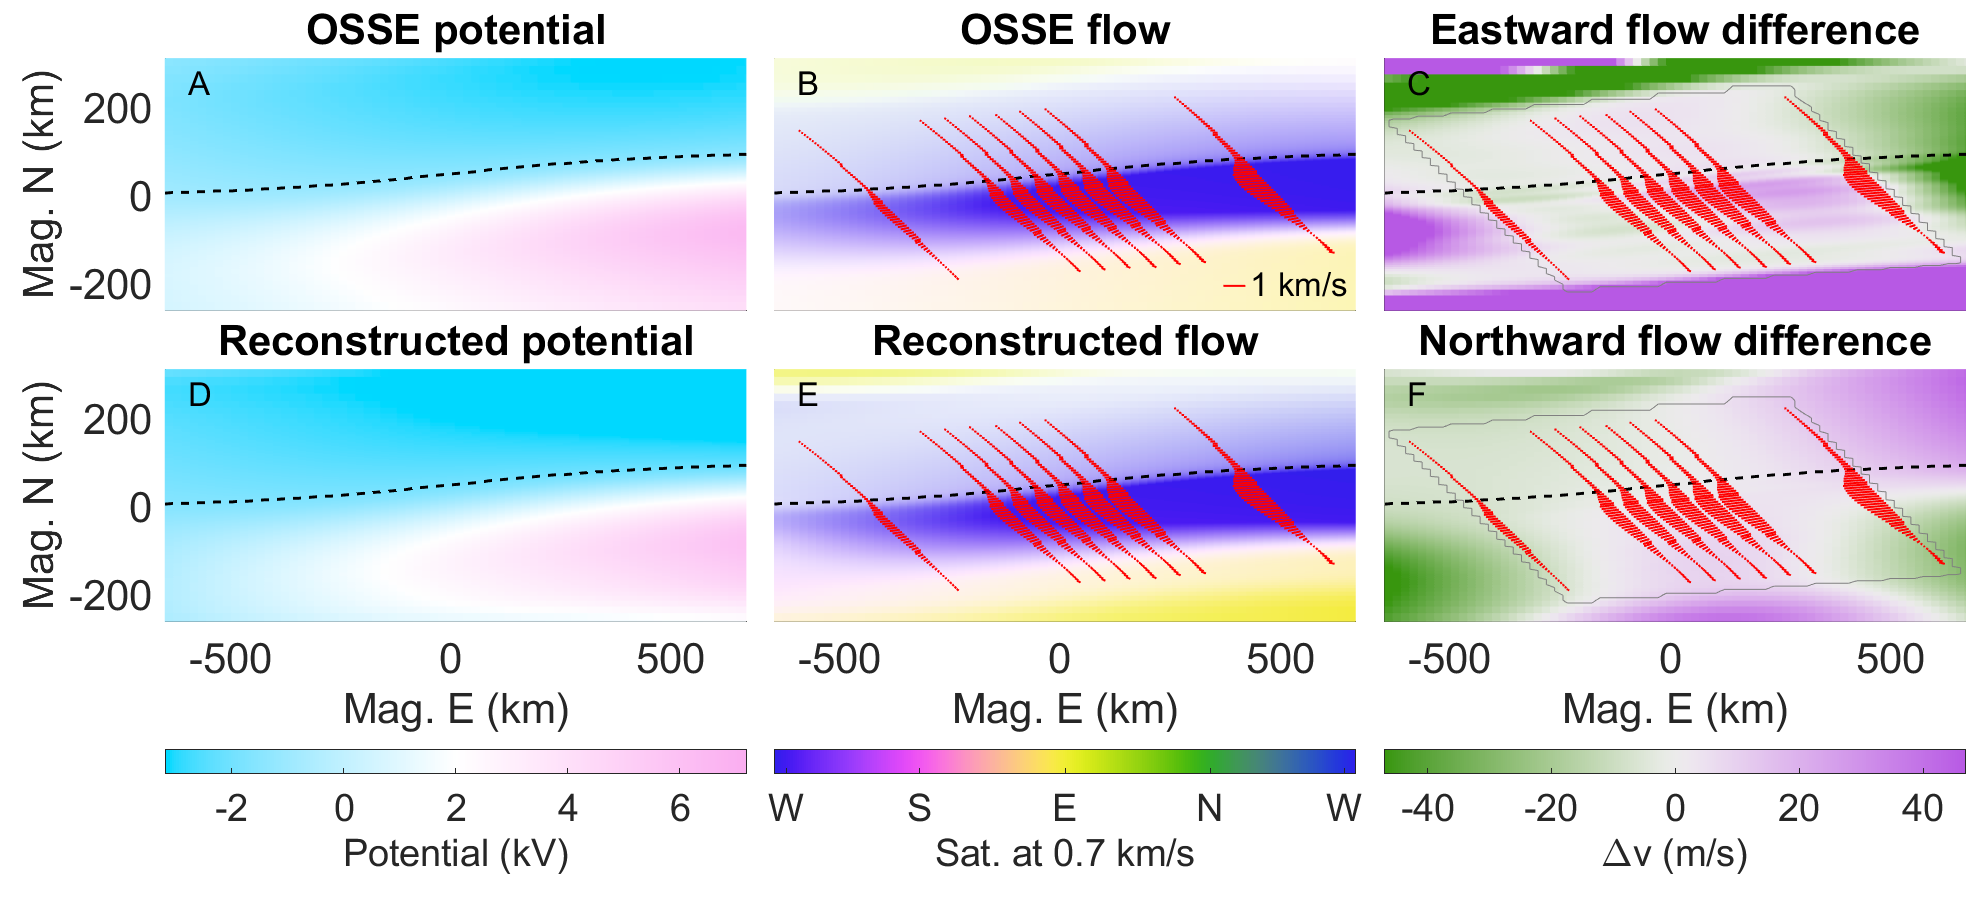 OSSE potential
OSSE flow
Eastward flow difference
A
B
C
Mag. N (km)
200
0
-200
1 km/s
Reconstructed potential
Reconstructed flow
Northward flow difference
D
E
F
Mag. N (km)
200
0
-200
-500 0 500
-500 0 500
-500 0 500
Mag. E (km)
Mag. E (km)
Mag. E (km)
-2 0 2 4 6
W S E N W
-40 -20 0 20 40
Potential (kV)
Sat. at 0.7 km/s
Δv (m/s)